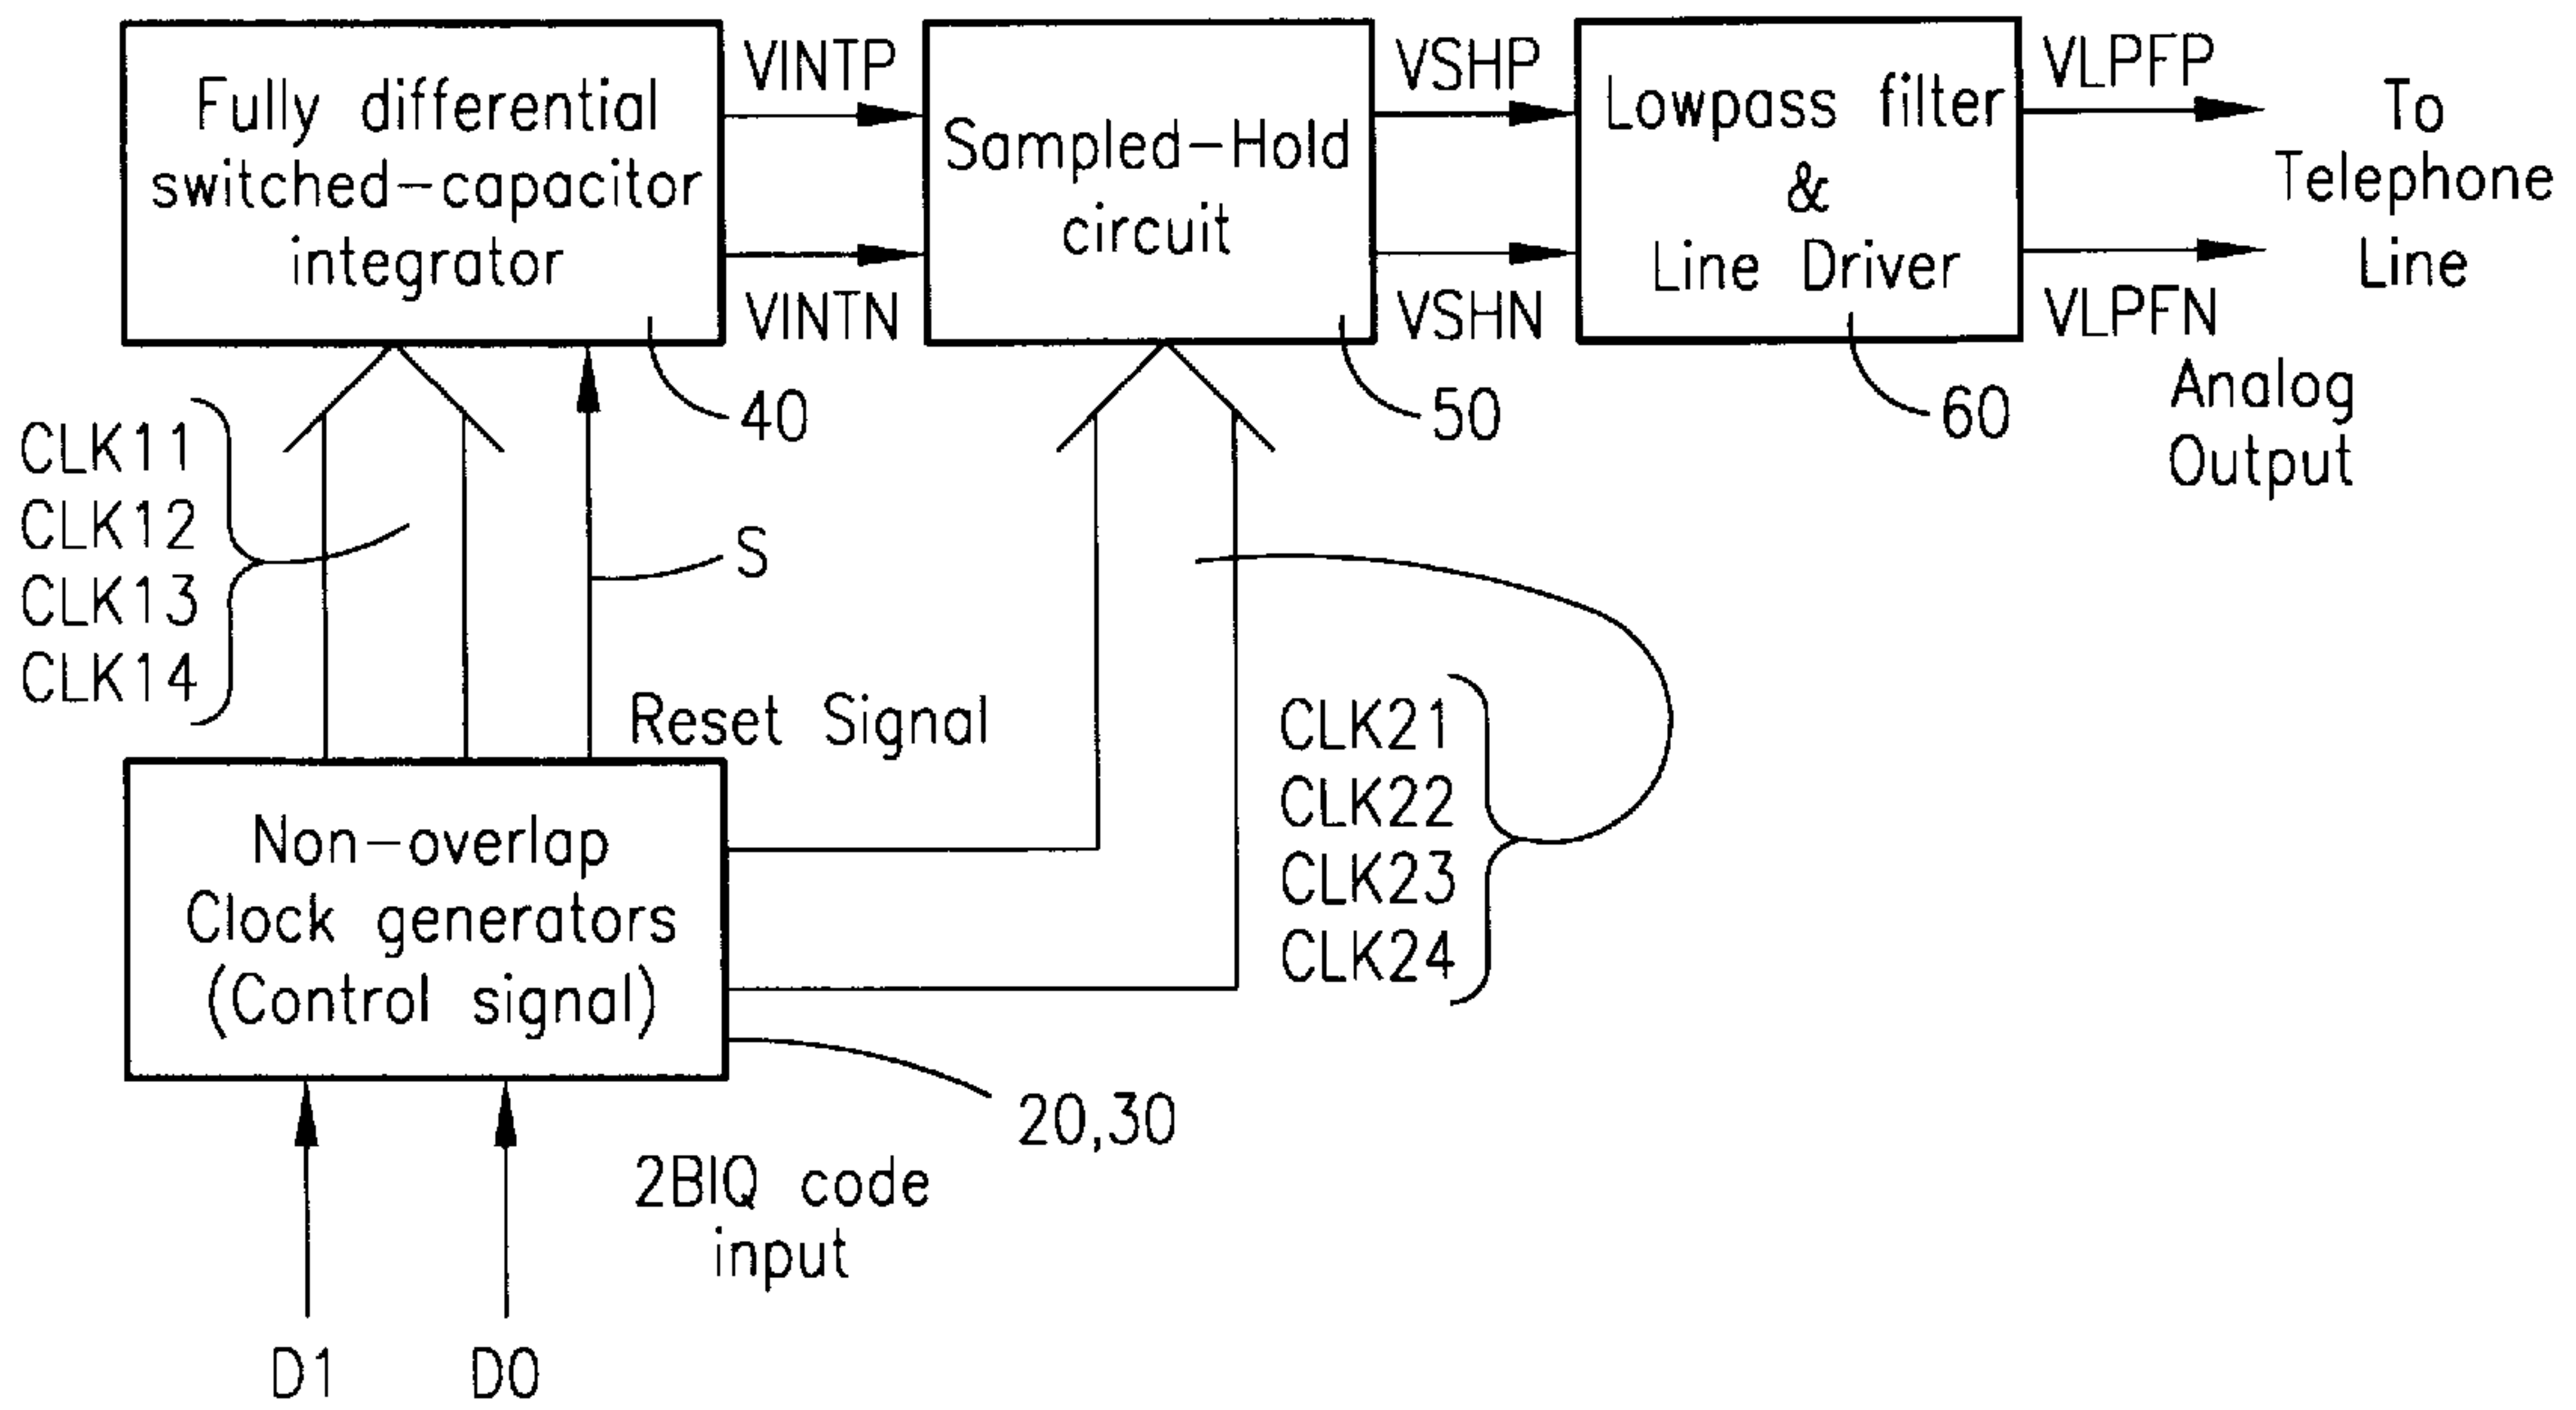 Fully differential
switched-capacitor
integrator
VINTP
VINTN
Sampled-Hold
circuit
VSHP
VSHN
Lowpass filter
&
Line Driver
VLPFP
VLPFN
To
Telephone
Line
Analog
Output
40
50
60
CLK11
CLK12
CLK13
CLK14
S
Reset Signal
CLK21
CLK22
CLK23
CLK24
Non-overlap
Clock generators
(Control signal)
20,30
2BIQ code
input
D1
D0